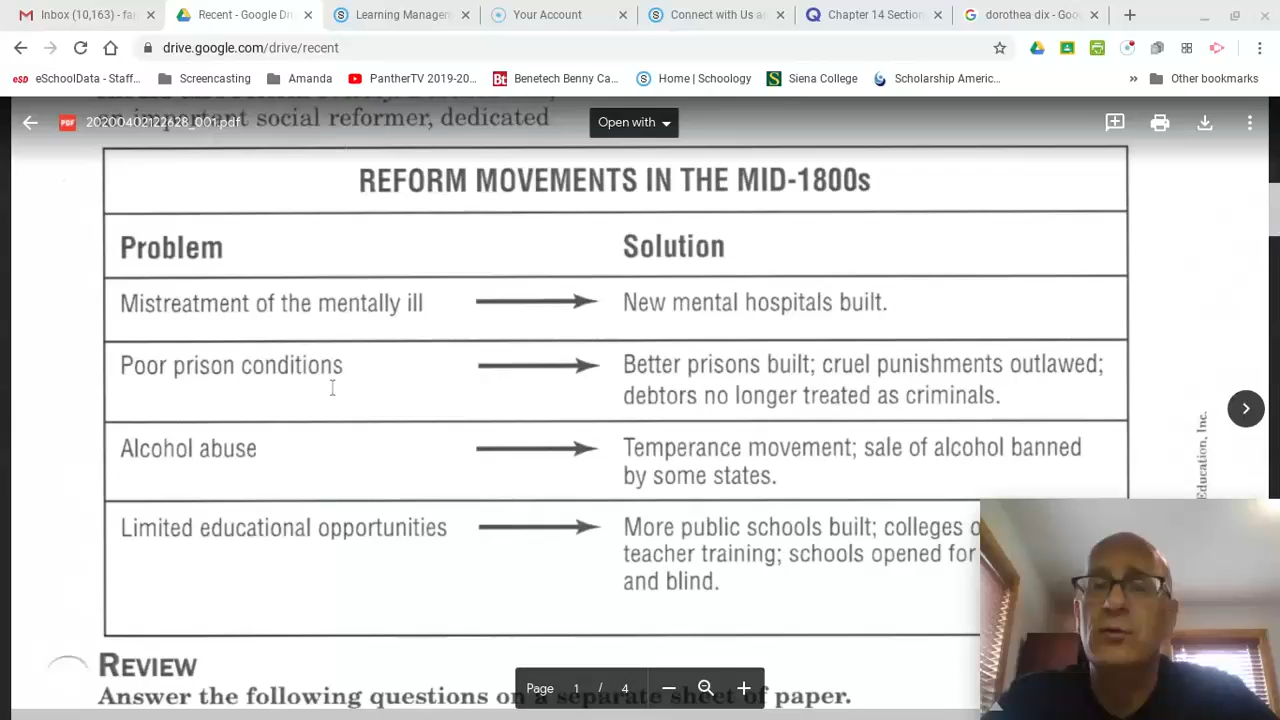 Inbox (10,163) - fa
Recent - Google Dr
Learning Managem
Your Account
Connect with Us a
Chapter 14 Section
dorothea dix - Goo
drive.google.com/drive/recent
eSchoolData - Staff...
Screencasting
Amanda
PantherTV 2019-20...
Benetech Benny Ca...
Home | Schoology
Siena College
Scholarship Americ...
Other bookmarks
20200402122628_001.pdf
Open with
important social reformer, dedicated
REFORM MOVEMENTS IN THE MID-1800s
Problem
Solution
Mistreatment of the mentally ill
New mental hospitals built.
Poor prison conditions
Better prisons built; cruel punishments outlawed;
debtors no longer treated as criminals.
Alcohol abuse
Temperance movement; sale of alcohol banned
by some states.
Limited educational opportunities
More public schools built; colleges
teacher training; schools opened for
and blind.
Education, Inc.
REVIEW
Answer the following questions on a separate sheet of paper.
Page 1 / 4